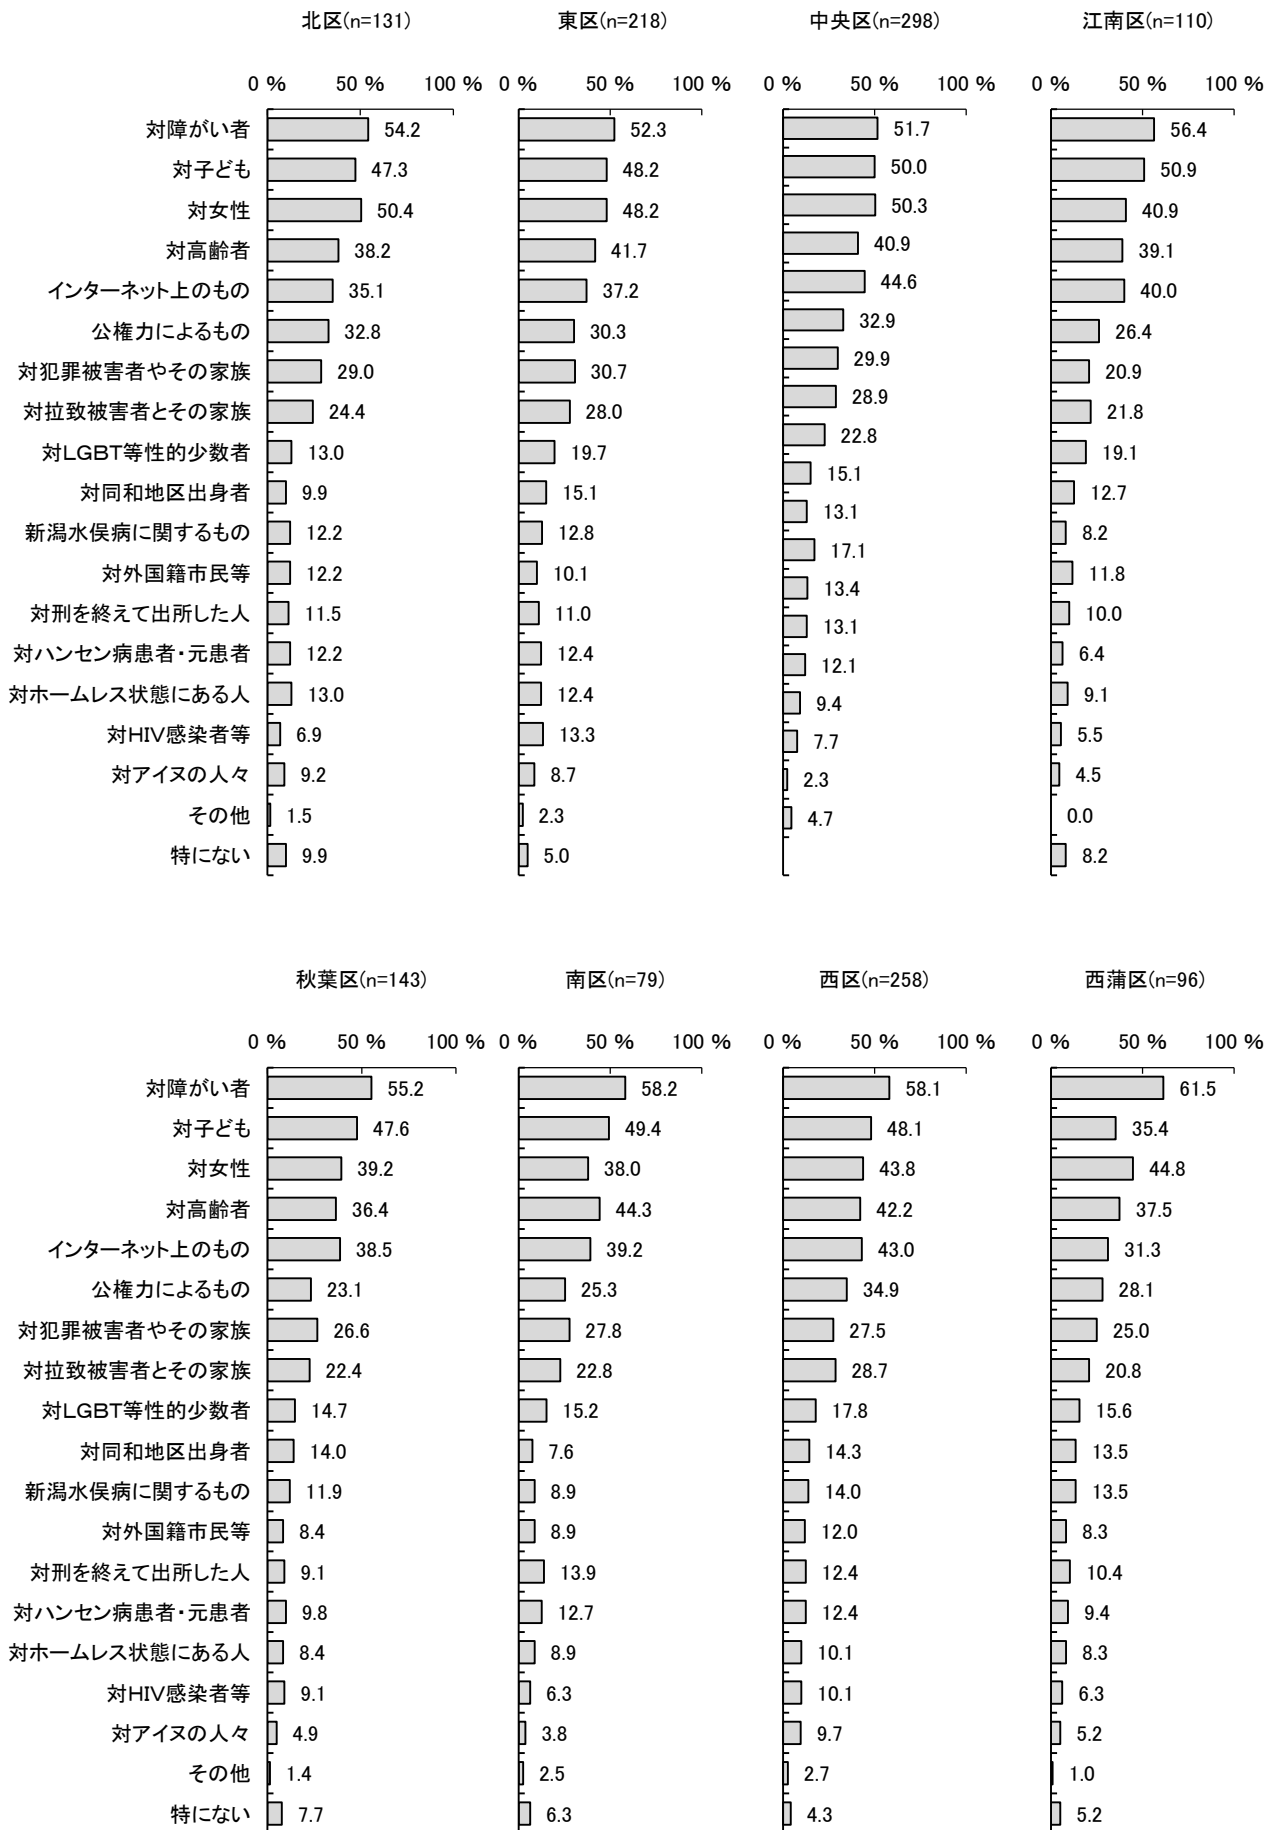 北区(n=131) 東区(n=218) 中央区(n=298) 江南区(n=110)
0 % 50 % 100 % 0 % 50 % 100 % 0 % 50 % 100 % 0 % 50 % 100 %
対障がい者 54.2 52.3 51.7 56.4
対子ども 47.3 48.2 50.0 50.9
対女性 50.4 48.2 50.3 40.9
対高齢者 38.2 41.7 40.9 39.1
インターネット上のもの 35.1 37.2 44.6 40.0
公権力によるもの 32.8 30.3 32.9 26.4
対犯罪被害者やその家族 29.0 30.7 29.9 20.9
対拉致被害者とその家族 24.4 28.0 28.9 21.8
対LGBT等性的少数者 13.0 19.7 22.8 19.1
対同和地区出身者 9.9 15.1 15.1 12.7
新潟水俣病に関するもの 12.2 12.8 13.1 8.2
対外国籍市民等 12.2 10.1 17.1 11.8
対刑を終えて出所した人 11.5 11.0 13.4 10.0
対ハンセン病患者・元患者 12.2 12.4 13.1 6.4
対ホームレス状態にある人 13.0 12.4 12.1 9.1
対HIV感染者等 6.9 13.3 9.4 5.5
対アイヌの人々 9.2 8.7 7.7 4.5
その他 1.5 2.3 2.3 0.0
特にない 9.9 5.0 4.7 8.2
秋葉区(n=143) 南区(n=79) 西区(n=258) 西蒲区(n=96)
0 % 50 % 100 % 0 % 50 % 100 % 0 % 50 % 100 % 0 % 50 % 100 %
対障がい者 55.2 58.2 58.1 61.5
対子ども 47.6 49.4 48.1 35.4
対女性 39.2 38.0 43.8 44.8
対高齢者 36.4 44.3 42.2 37.5
インターネット上のもの 38.5 39.2 43.0 31.3
公権力によるもの 23.1 25.3 34.9 28.1
対犯罪被害者やその家族 26.6 27.8 27.5 25.0
対拉致被害者とその家族 22.4 22.8 28.7 20.8
対LGBT等性的少数者 14.7 15.2 17.8 15.6
対同和地区出身者 14.0 7.6 14.3 13.5
新潟水俣病に関するもの 11.9 8.9 14.0 13.5
対外国籍市民等 8.4 8.9 12.0 8.3
対刑を終えて出所した人 9.1 13.9 12.4 10.4
対ハンセン病患者・元患者 9.8 12.7 12.4 9.4
対ホームレス状態にある人 8.4 8.9 10.1 8.3
対HIV感染者等 9.1 6.3 10.1 6.3
対アイヌの人々 4.9 3.8 9.7 5.2
その他 1.4 2.5 2.7 1.0
特にない 7.7 6.3 4.3 5.2